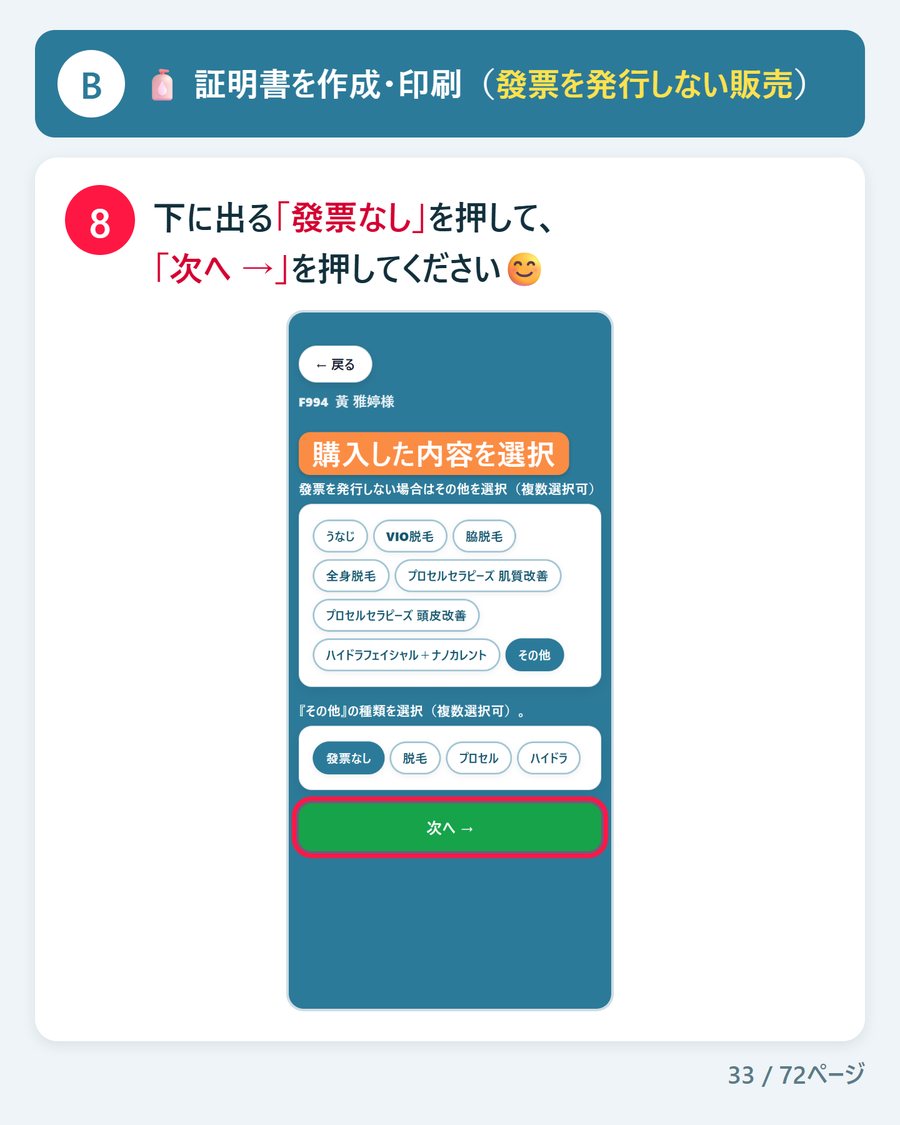 B 証明書を作成・印刷（發票を発行しない販売）
8 下に出る「發票なし」を押して、
「次へ →」を押してください
← 戻る
F994 黄 雅婷様
購入した内容を選択
發票を発行しない場合はその他を選択（複数選択可）
うなじ VIO脱毛 脇脱毛
全身脱毛 プロセルセラピーズ 肌質改善
プロセルセラピーズ 頭皮改善
ハイドラフェイシャル＋ナノカレント その他
『その他』の種類を選択（複数選択可）。
發票なし 脱毛 プロセル ハイドラ
次へ →
33 / 72ページ